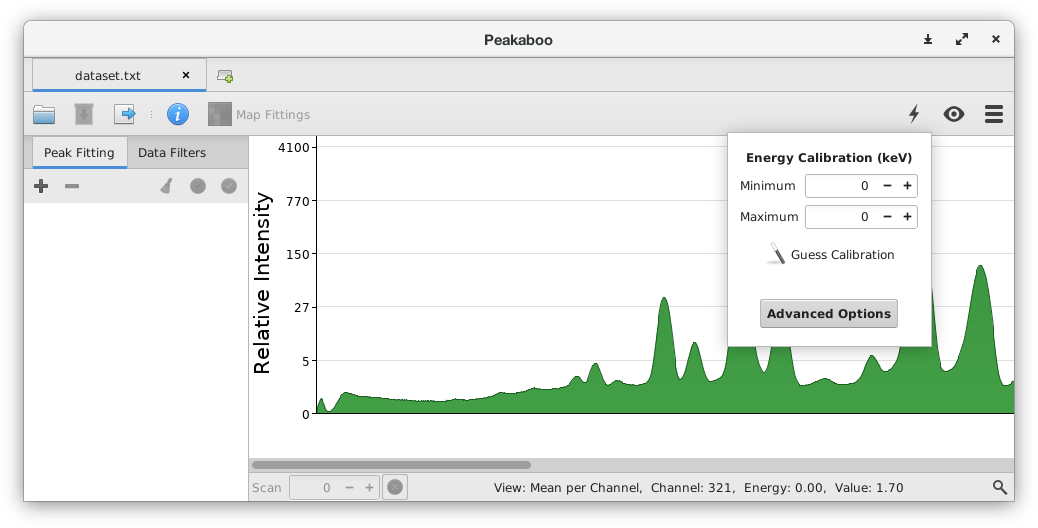 Peakaboo
dataset.txt
Map Fittings
Peak Fitting
Data Filters
Energy Calibration (keV)
Minimum 0
Maximum 0
Guess Calibration
Advanced Options
Relative Intensity
4100
770
150
27
5
0
Scan 0
View: Mean per Channel, Channel: 321, Energy: 0.00, Value: 1.70